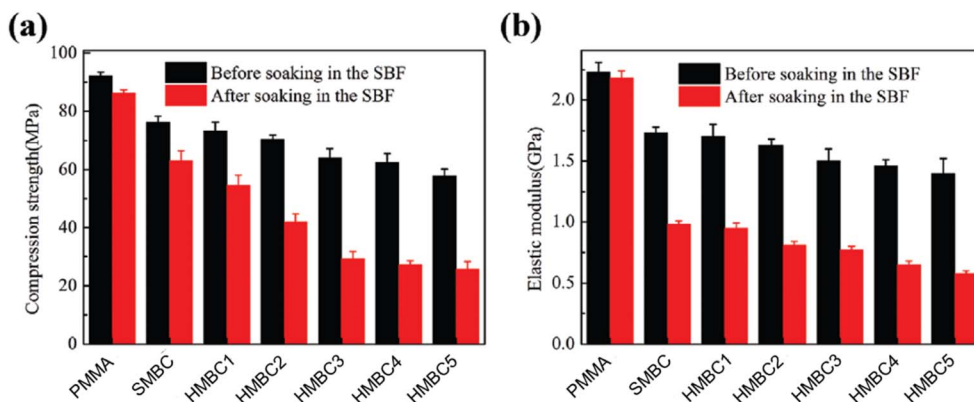 (a)
Compression strength(MPa)
100
80
60
40
20
0
Before soaking in the SBF
After soaking in the SBF
PMMA
SMBC
HMBC1
HMBC2
HMBC3
HMBC4
HMBC5
(b)
Elastic modulus(GPa)
2.0
1.5
1.0
0.5
0.0
Before soaking in the SBF
After soaking in the SBF
PMMA
SMBC
HMBC1
HMBC2
HMBC3
HMBC4
HMBC5